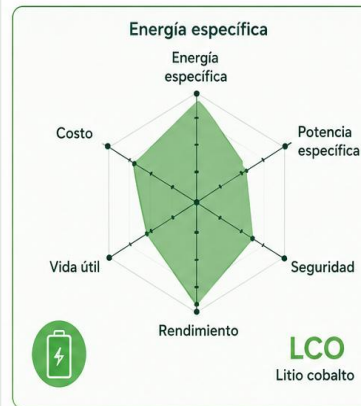 Energía específica
Energía
específica
Costo
Potencia
específica
Vida útil
Seguridad
Rendimiento
LCO
Litio cobalto